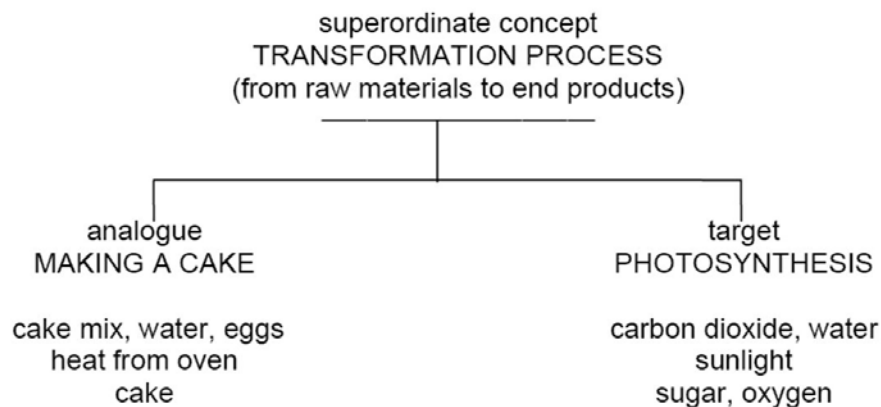 superordinate concept
TRANSFORMATION PROCESS
(from raw materials to end products)
analogue
MAKING A CAKE
cake mix, water, eggs
heat from oven
cake
target
PHOTOSYNTHESIS
carbon dioxide, water
sunlight
sugar, oxygen